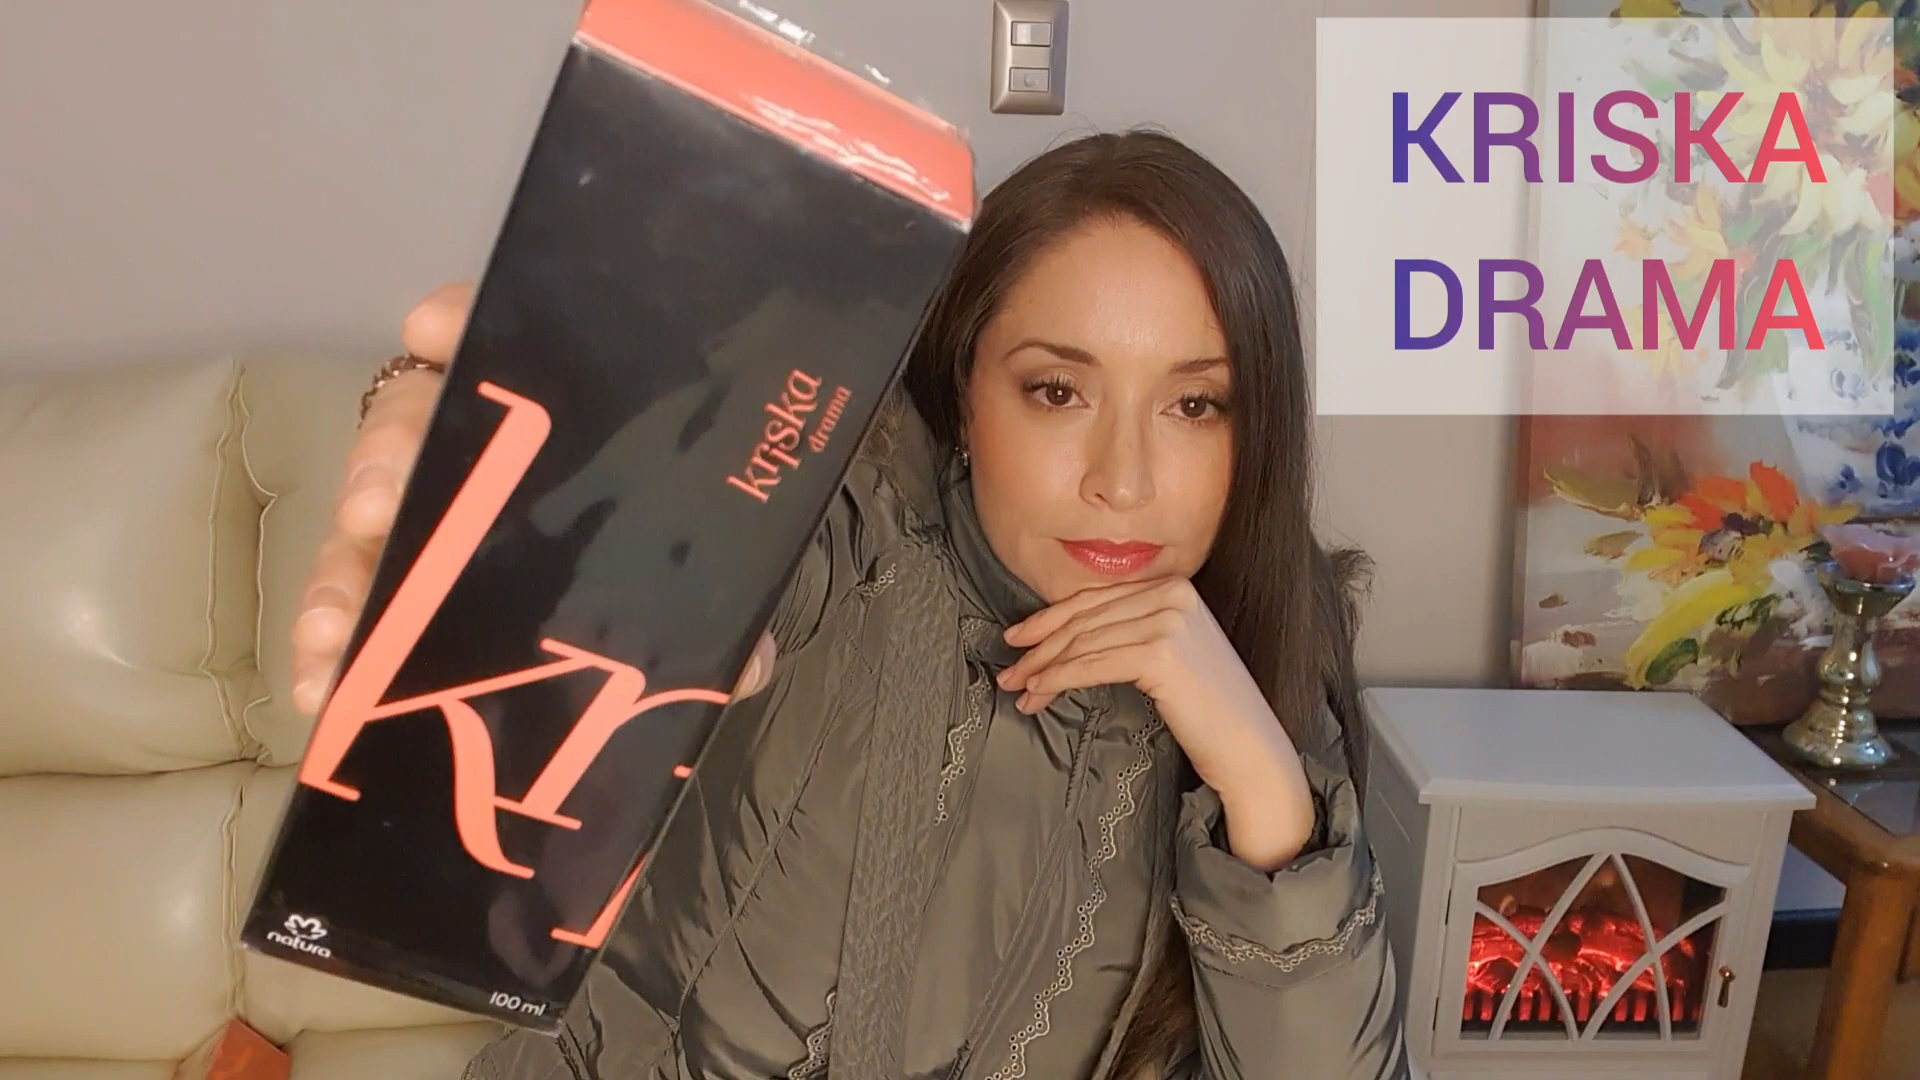 KRISKA
DRAMA
kriska
drama
kr
natura
100 ml